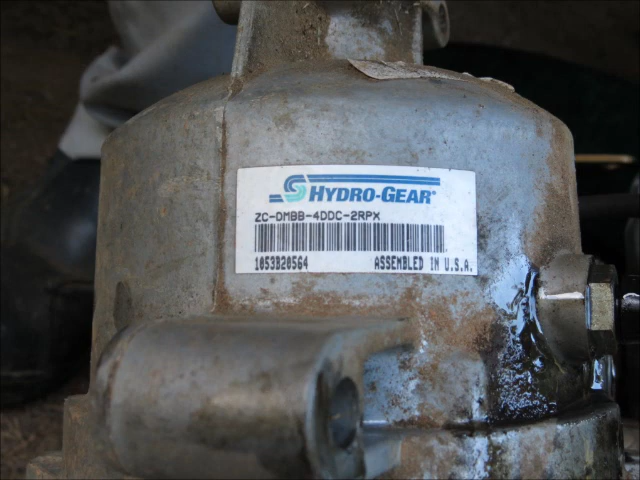 HYDRO-GEAR®
ZC-DMBB-4DDC-2RPX
1053B20564 ASSEMBLED IN U.S.A.